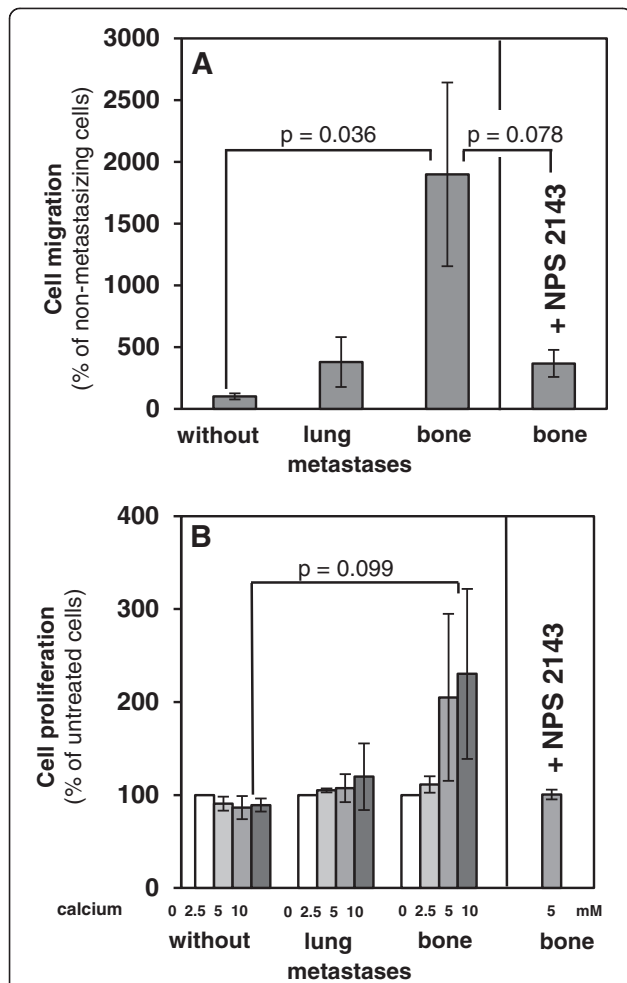 A
3000
2500
2000
1500
1000
500
0
Cell migration
(% of non-metastasizing cells)
p = 0.036
p = 0.078
+ NPS 2143
without lung bone bone
metastases
B
400
300
200
100
0
Cell proliferation
(% of untreated cells)
p = 0.099
+ NPS 2143
calcium 0 2.5 5 10 0 2.5 5 10 0 2.5 5 10 5 mM
without lung bone bone
metastases